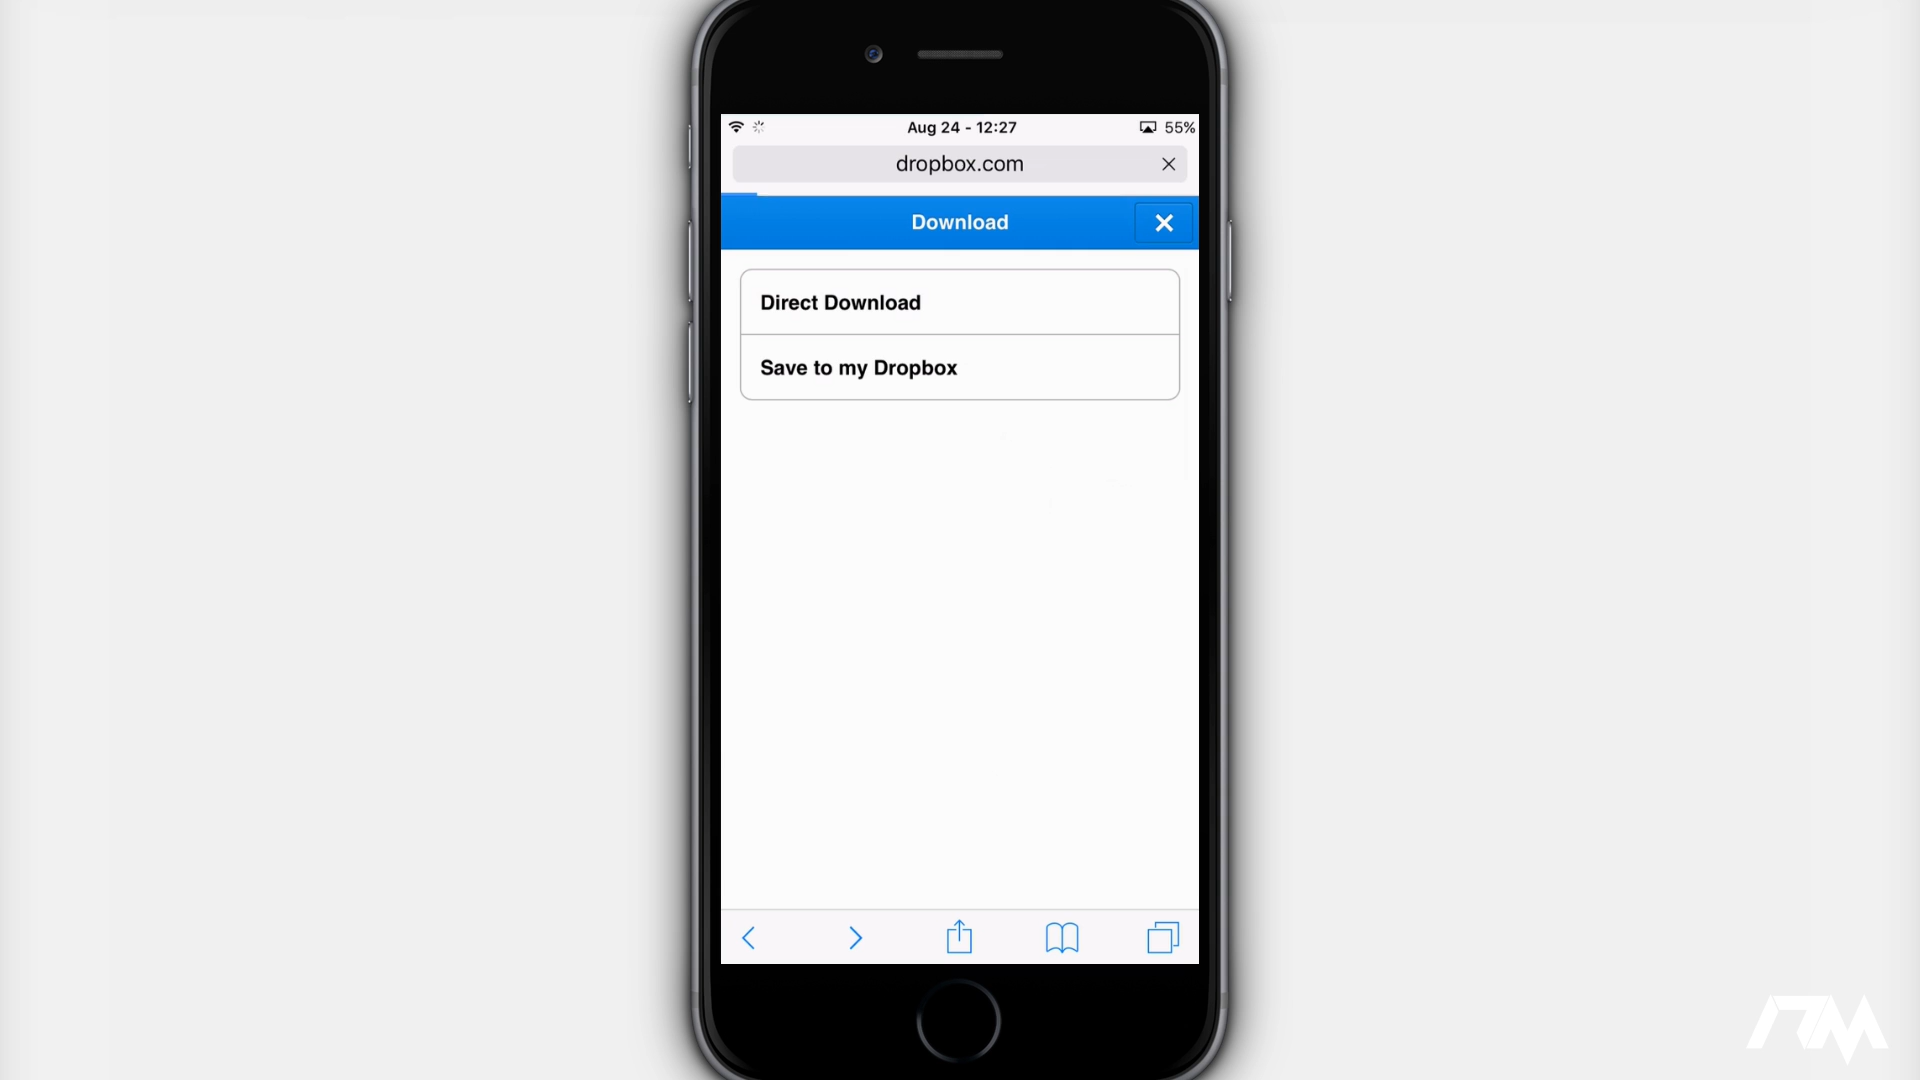 Aug 24 - 12:27
55%
dropbox.com
Download
Direct Download
Save to my Dropbox